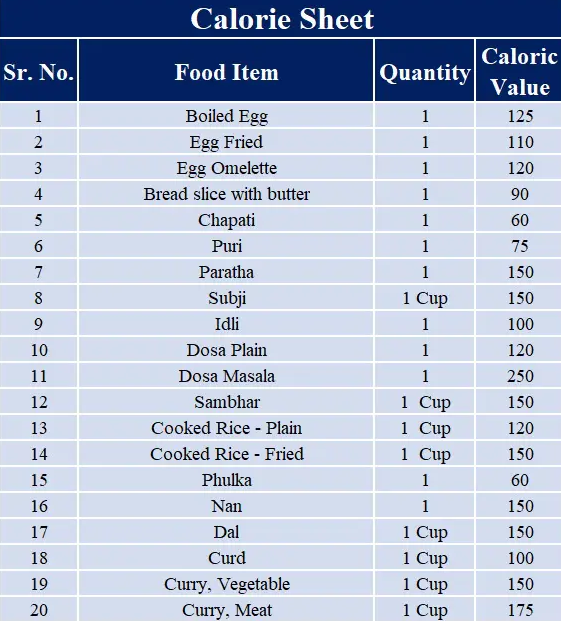 Calorie Sheet
Sr. No. Food Item Quantity Caloric Value
1 Boiled Egg 1 125
2 Egg Fried 1 110
3 Egg Omelette 1 120
4 Bread slice with butter 1 90
5 Chapati 1 60
6 Puri 1 75
7 Paratha 1 150
8 Subji 1 Cup 150
9 Idli 1 100
10 Dosa Plain 1 120
11 Dosa Masala 1 250
12 Sambhar 1 Cup 150
13 Cooked Rice - Plain 1 Cup 120
14 Cooked Rice - Fried 1 Cup 150
15 Phulka 1 60
16 Nan 1 150
17 Dal 1 Cup 150
18 Curd 1 Cup 100
19 Curry, Vegetable 1 Cup 150
20 Curry, Meat 1 Cup 175